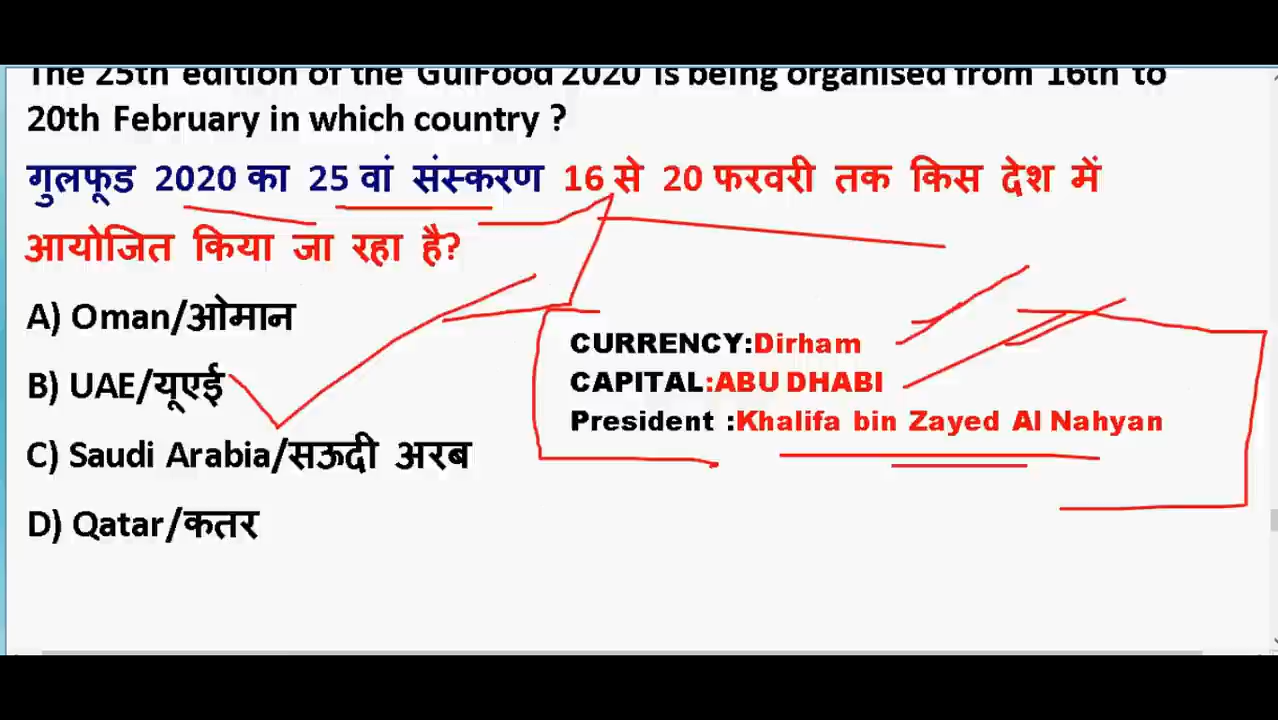 The 25th edition of the GulFood 2020 is being organised from 16th to
20th February in which country ?
गुलफूड 2020 का 25 वां संस्करण 16 से 20 फरवरी तक किस देश में
आयोजित किया जा रहा है?
A) Oman/ओमान
B) UAE/यूएई
C) Saudi Arabia/सऊदी अरब
D) Qatar/कतर
CURRENCY:Dirham
CAPITAL:ABU DHABI
President :Khalifa bin Zayed Al Nahyan